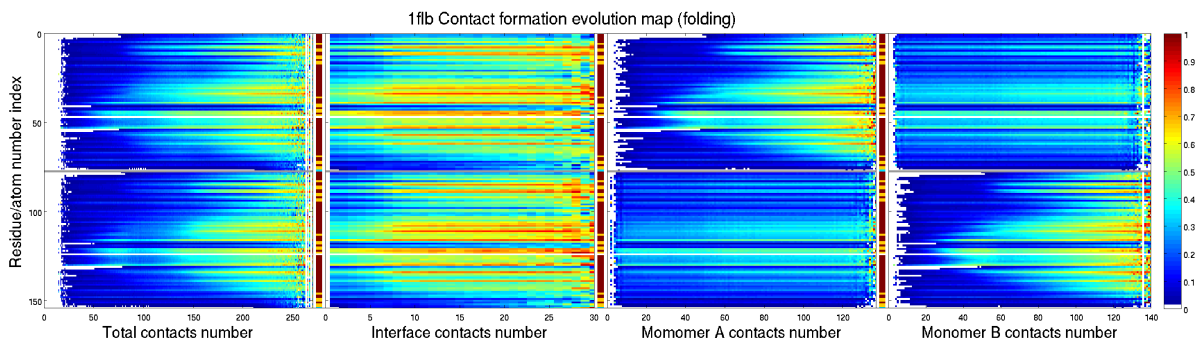 1flb Contact formation evolution map (folding)
Residue/atom number index
0
50
100
150
0 50 100 150 200 250
0 5 10 15 20 25 30
0 20 40 60 80 100 120
0 20 40 60 80 100 120 140
Total contacts number
Interface contacts number
Momomer A contacts number
Monomer B contacts number
1
0.9
0.8
0.7
0.6
0.5
0.4
0.3
0.2
0.1
0